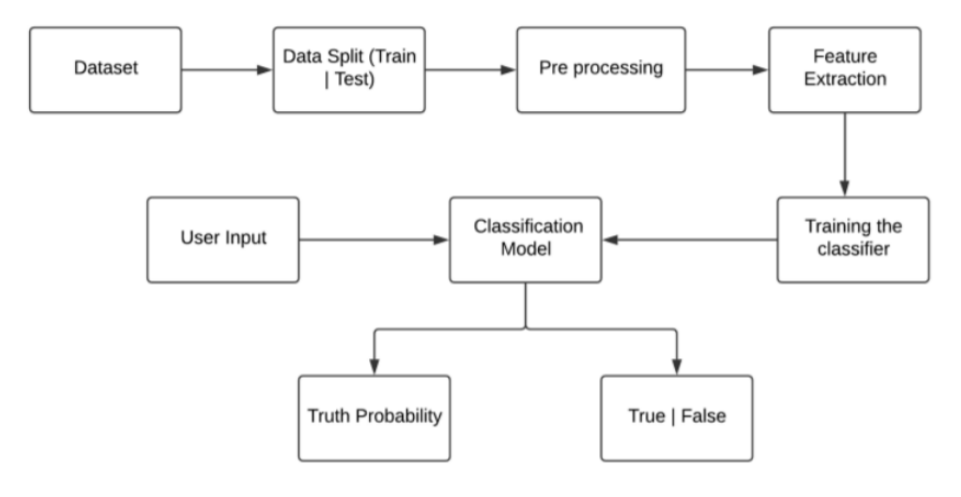 Dataset
Data Split (Train
| Test)
Pre processing
Feature
Extraction
User Input
Classification
Model
Training the
classifier
Truth Probability
True | False